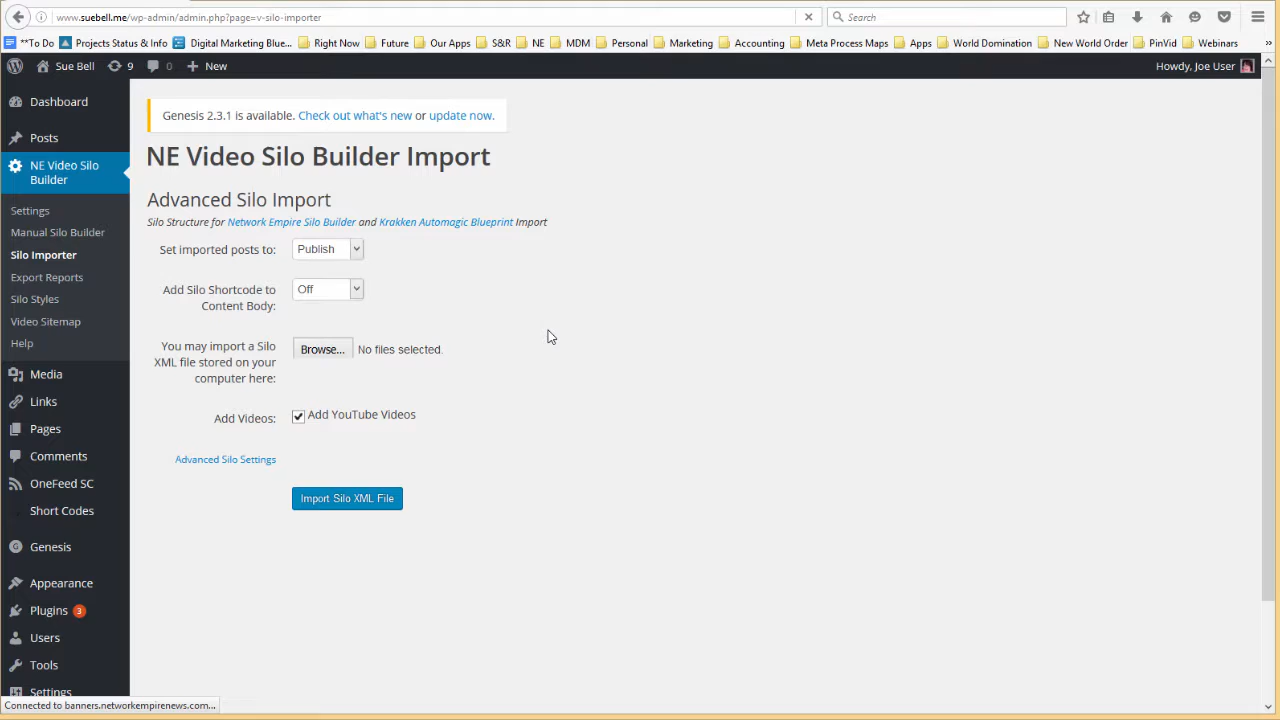 www.suebell.me/wp-admin/admin.php?page=v-silo-importer
Search
**To Do
Projects Status & Info
Digital Marketing Blue...
Right Now
Future
Our Apps
S&R
NE
MDM
Personal
Marketing
Accounting
Meta Process Maps
Apps
World Domination
New World Order
PinVid
Webinars
Sue Bell
9
0
New
Howdy, Joe User
Dashboard
Posts
NE Video Silo
Builder
Settings
Manual Silo Builder
Silo Importer
Export Reports
Silo Styles
Video Sitemap
Help
Media
Links
Pages
Comments
OneFeed SC
Short Codes
Genesis
Appearance
Plugins 3
Users
Tools
Settings
Genesis 2.3.1 is available. Check out what's new or update now.
NE Video Silo Builder Import
Advanced Silo Import
Silo Structure for Network Empire Silo Builder and Krakken Automagic Blueprint Import
Set imported posts to: Publish
Add Silo Shortcode to
Content Body:
Off
You may import a Silo
XML file stored on your
computer here:
Browse... No files selected.
Add Videos: Add YouTube Videos
Advanced Silo Settings
Import Silo XML File
Connected to banners.networkempirenews.com...